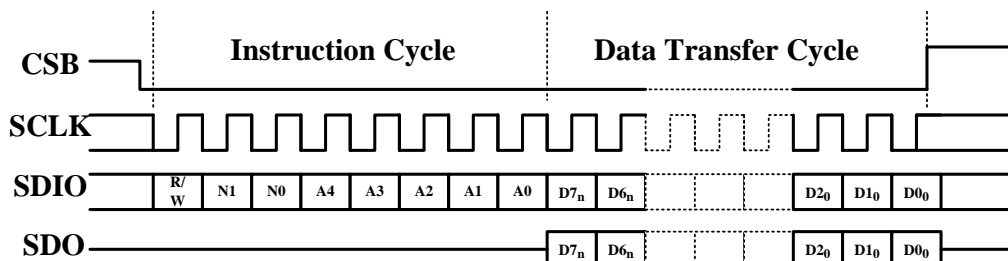 Instruction Cycle Data Transfer Cycle
CSB
SCLK
SDIO R/W N1 N0 A4 A3 A2 A1 A0 D7n D6n D20 D10 D00
SDO D7n D6n D20 D10 D00